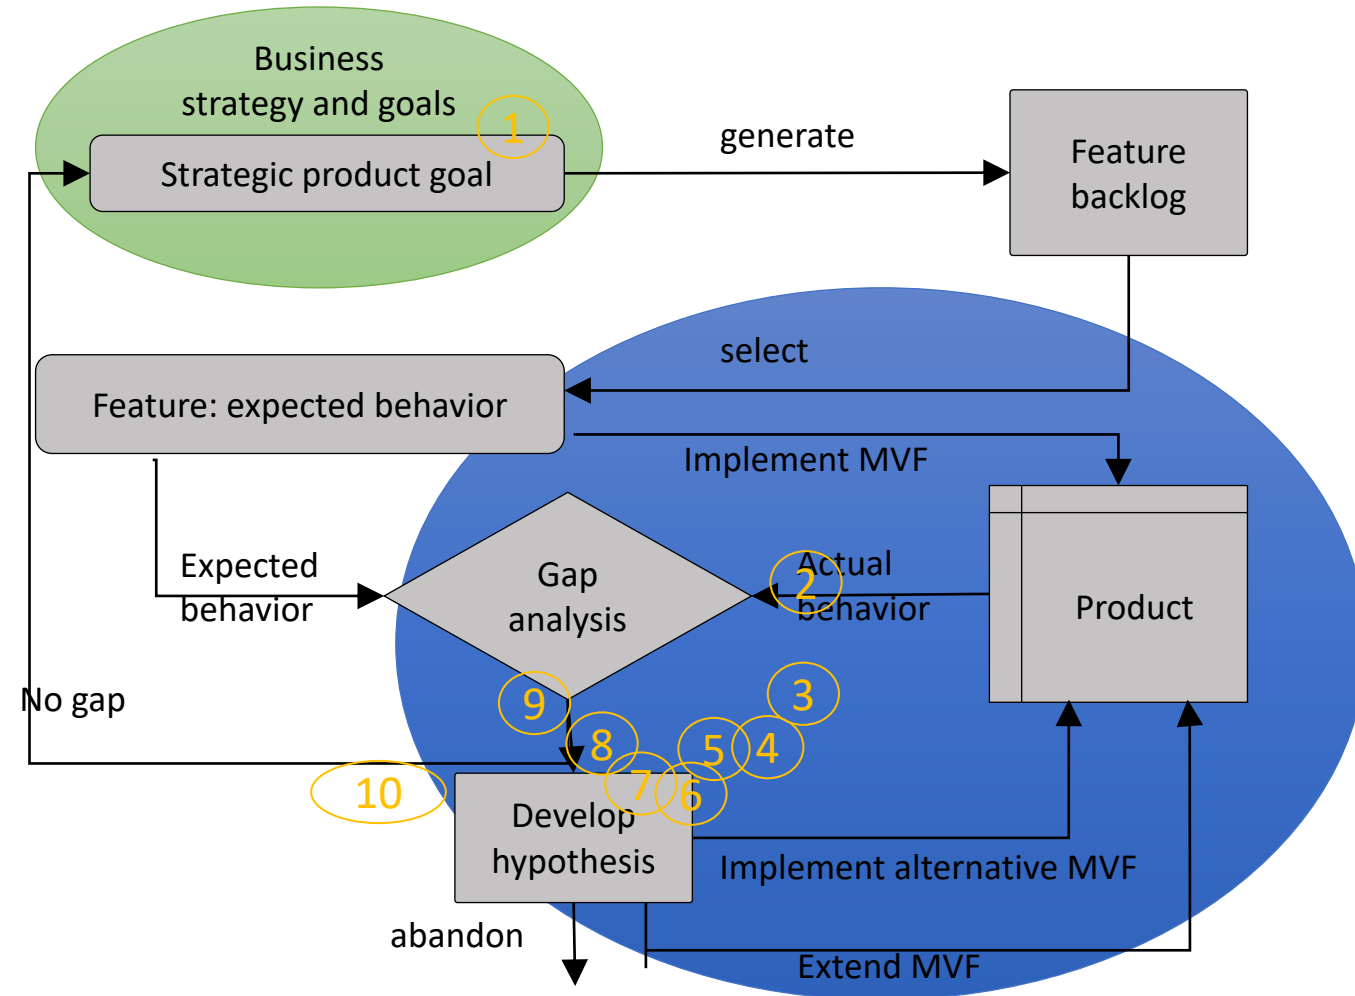 Business
strategy and goals
1
Strategic product goal
generate
Feature
backlog
select
Feature: expected behavior
Implement MVF
Expected
behavior
Gap
analysis
2
Actual
behavior
Product
No gap
9
8
7
6
5
4
3
10
Develop
hypothesis
Implement alternative MVF
abandon
Extend MVF